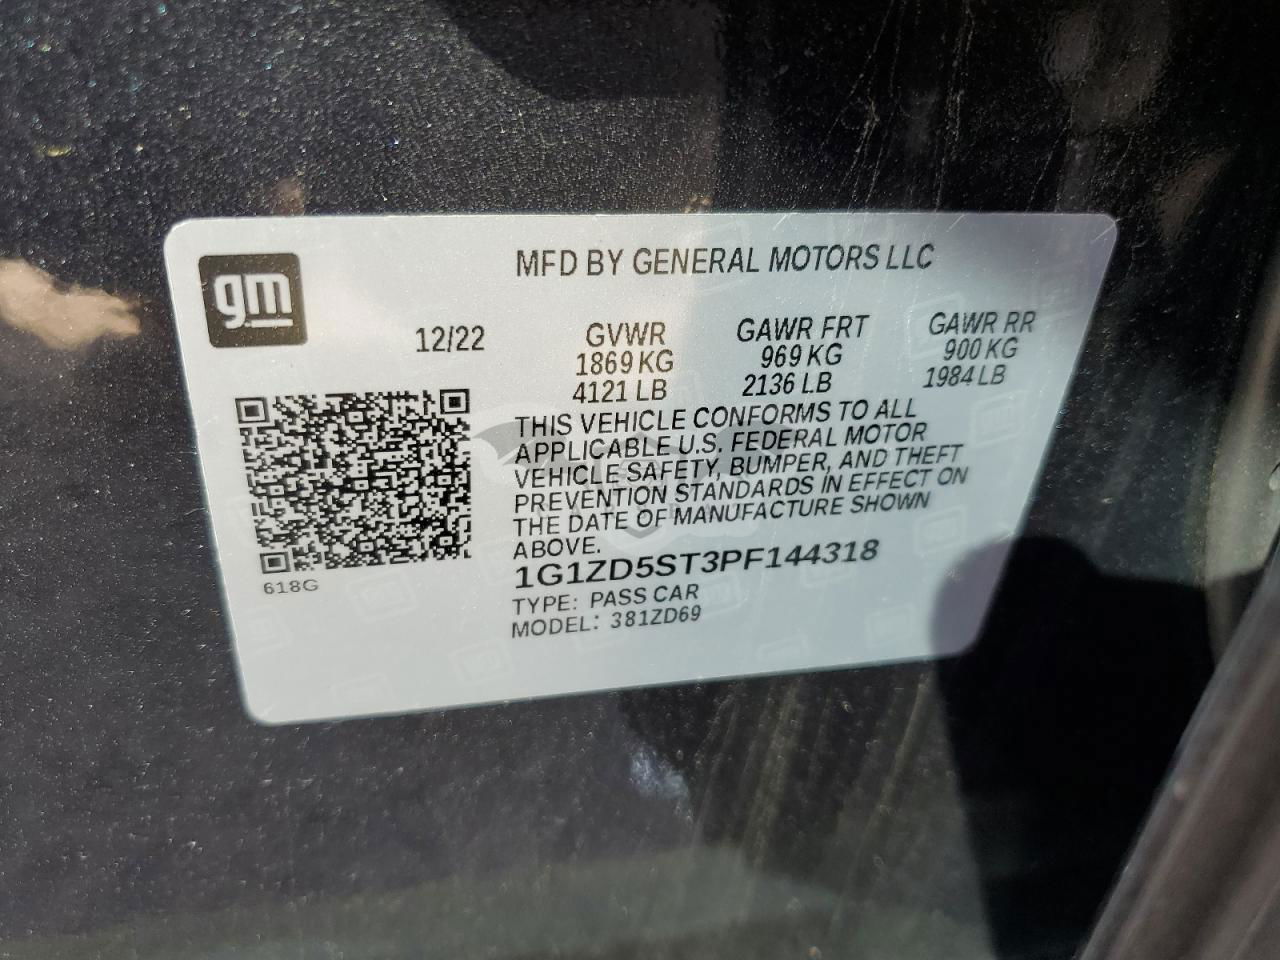 gm
MFD BY GENERAL MOTORS LLC
12/22
GVWR
1869 KG
4121 LB
GAWR FRT
969 KG
2136 LB
GAWR RR
900 KG
1984 LB
THIS VEHICLE CONFORMS TO ALL
APPLICABLE U.S. FEDERAL MOTOR
VEHICLE SAFETY, BUMPER, AND THEFT
PREVENTION STANDARDS IN EFFECT ON
THE DATE OF MANUFACTURE SHOWN
ABOVE.
1G1ZD5ST3PF144318
TYPE: PASS CAR
MODEL: 381ZD69
618G